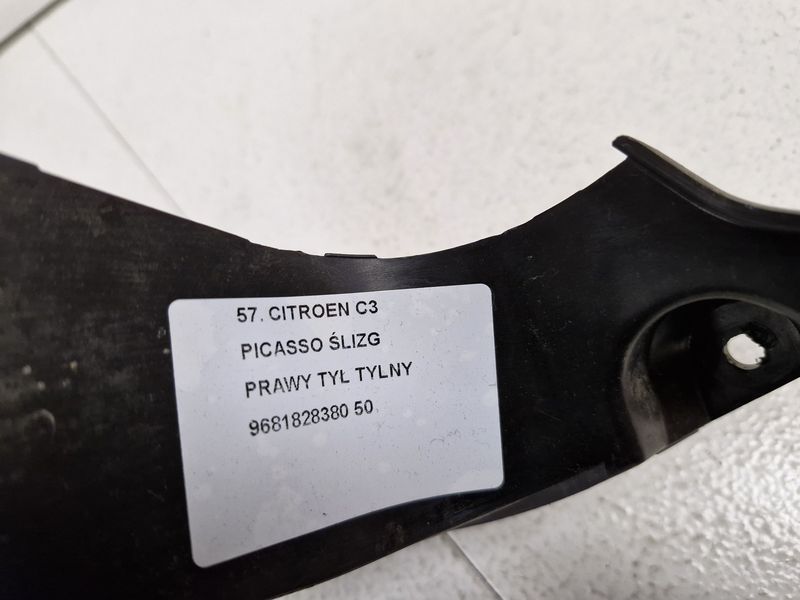 57. CITROEN C3
PICASSO ŚLIZG
PRAWY TYŁ TYLNY
9681828380 50